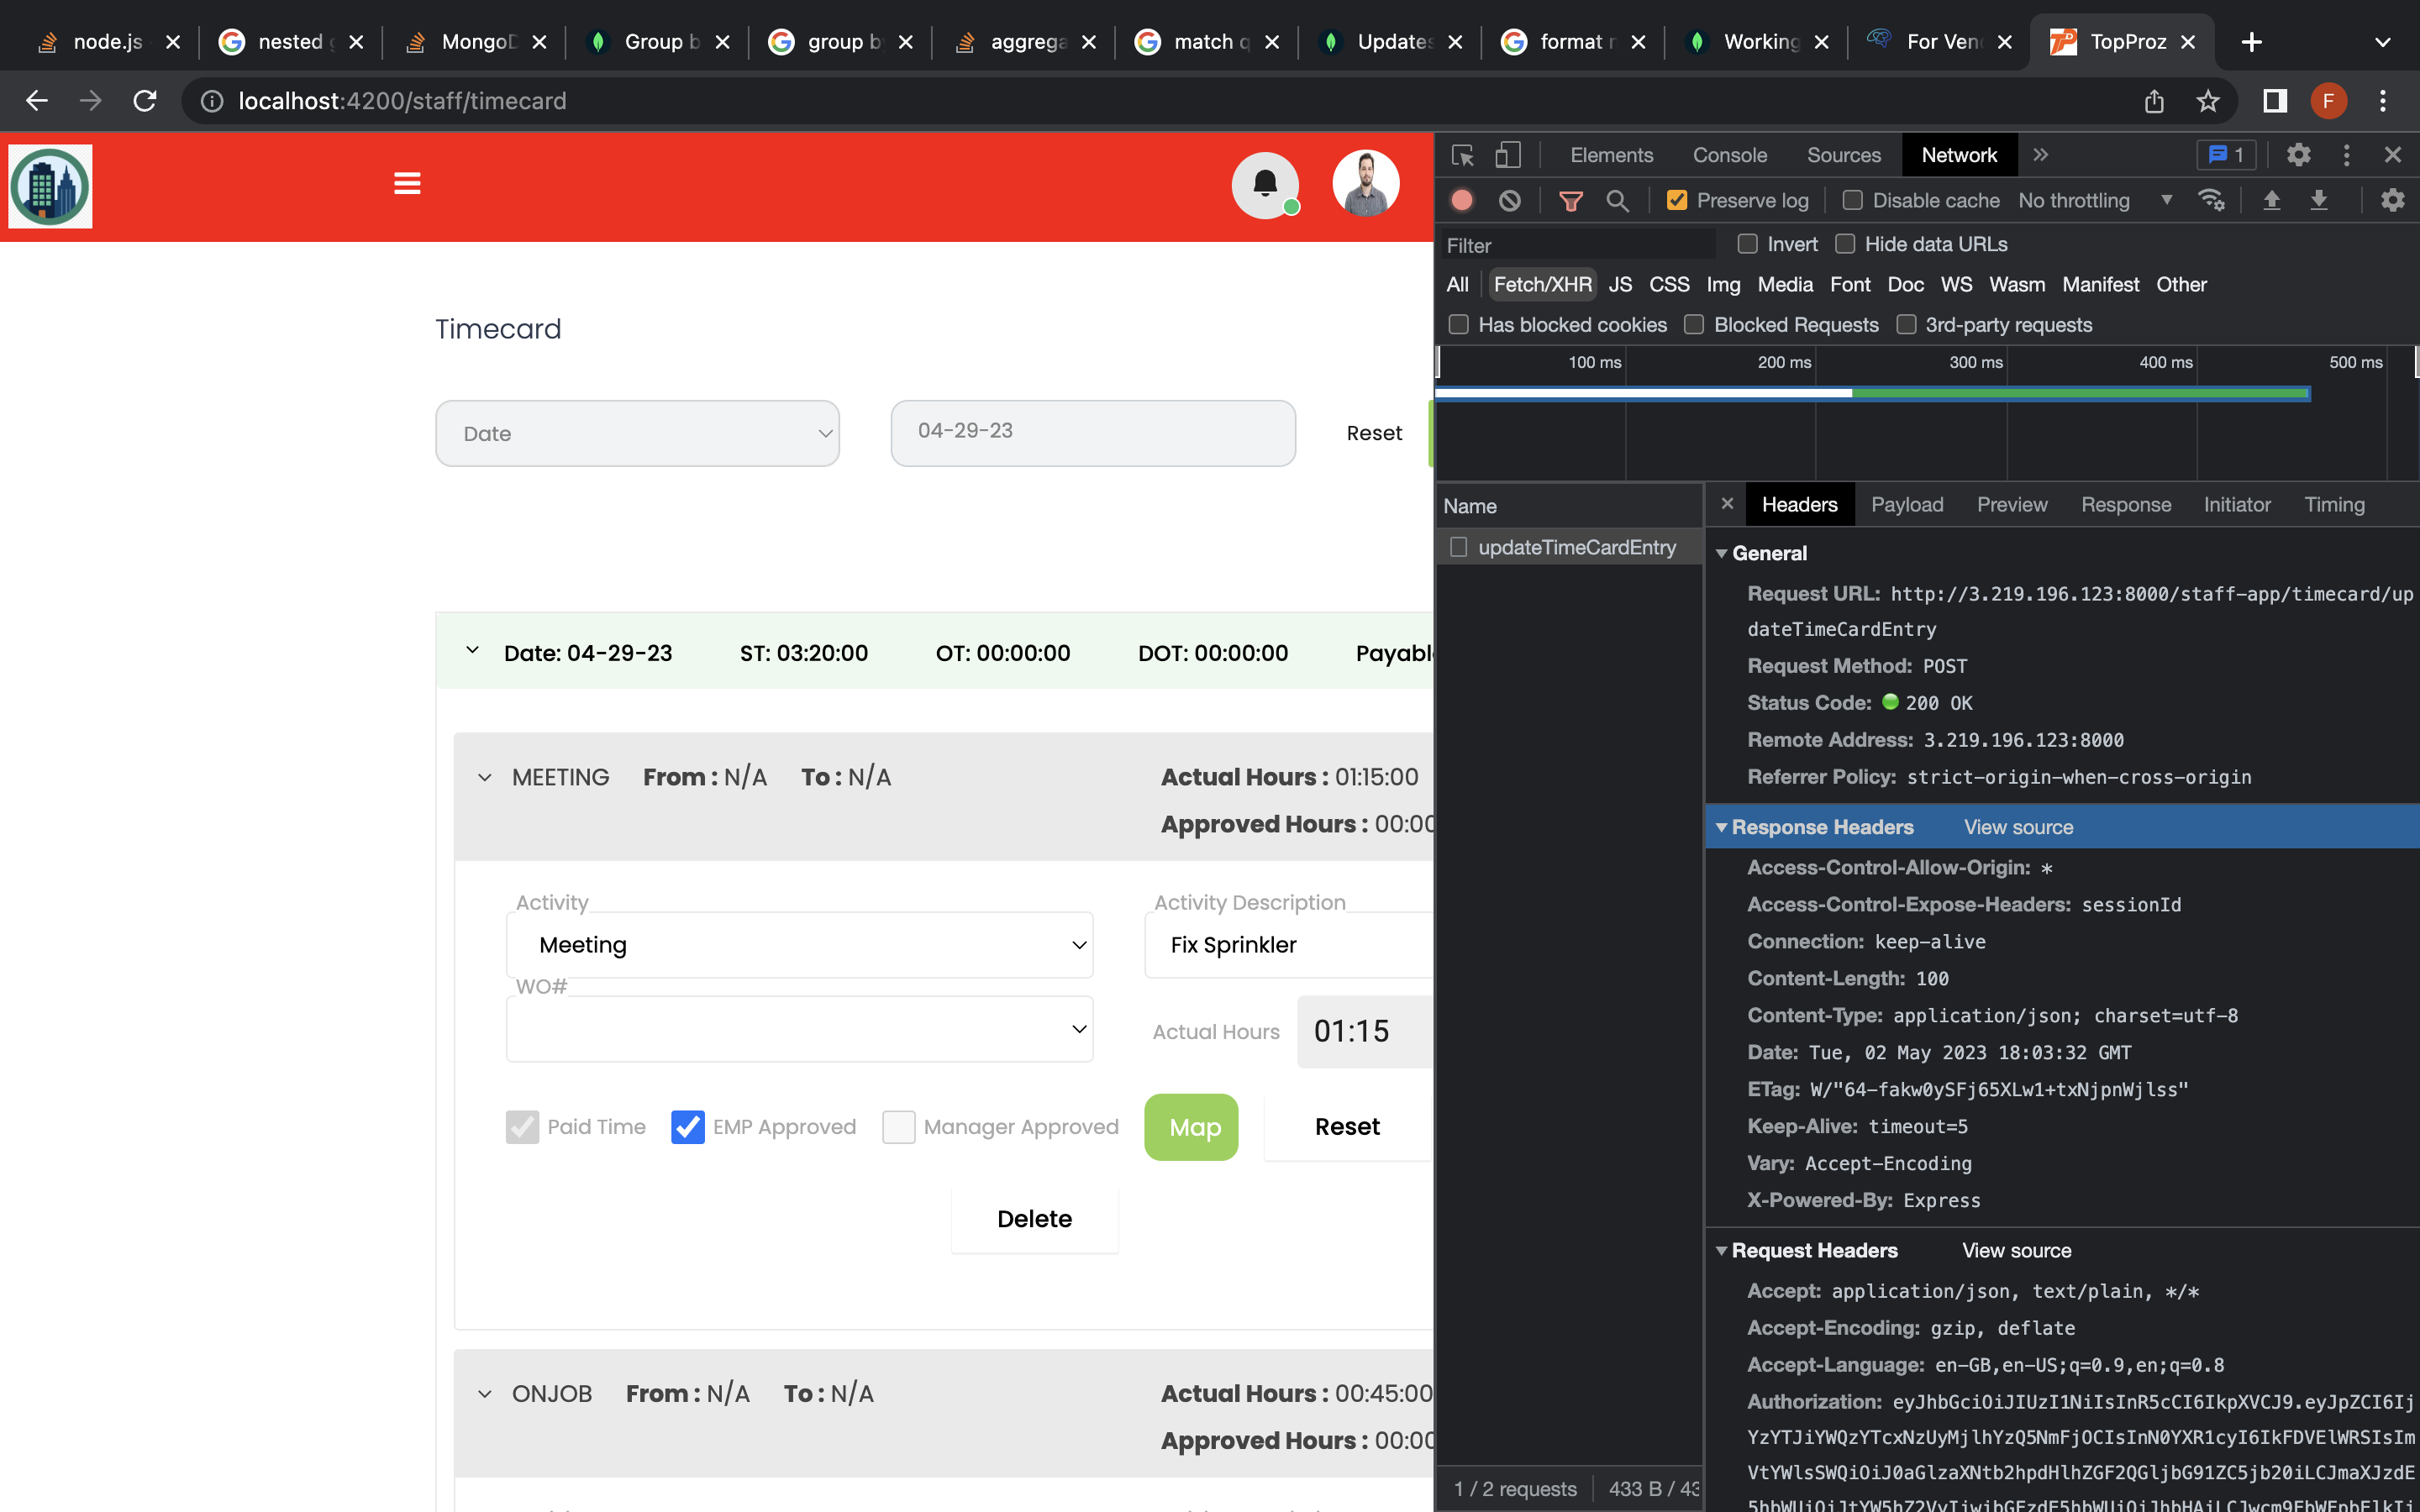 node.js
nested
MongoD
Group b
group b
aggrega
match q
Updates
format
Working
For Ven
TopProz
localhost:4200/staff/timecard
F
Elements Console Sources Network
1
Preserve log Disable cache No throttling
Filter Invert Hide data URLs
All Fetch/XHR JS CSS Img Media Font Doc WS Wasm Manifest Other
Has blocked cookies Blocked Requests 3rd-party requests
100 ms 200 ms 300 ms 400 ms 500 ms
Timecard
Date
04-29-23
Reset
Date: 04-29-23 ST: 03:20:00 OT: 00:00:00 DOT: 00:00:00 Payabl
MEETING From : N/A To : N/A Actual Hours : 01:15:00
Approved Hours : 00:00
Activity
Meeting
Activity Description
Fix Sprinkler
WO#
Actual Hours 01:15
Paid Time EMP Approved Manager Approved Map Reset
Delete
ONJOB From : N/A To : N/A Actual Hours : 00:45:00
Approved Hours : 00:00
Name
updateTimeCardEntry
1 / 2 requests 433 B / 43
Headers Payload Preview Response Initiator Timing
General
Request URL: http://3.219.196.123:8000/staff-app/timecard/up
dateTimeCardEntry
Request Method: POST
Status Code: 200 OK
Remote Address: 3.219.196.123:8000
Referrer Policy: strict-origin-when-cross-origin
Response Headers View source
Access-Control-Allow-Origin: *
Access-Control-Expose-Headers: sessionId
Connection: keep-alive
Content-Length: 100
Content-Type: application/json; charset=utf-8
Date: Tue, 02 May 2023 18:03:32 GMT
ETag: W/"64-fakw0ySFj65XLw1+txNjpnWjlss"
Keep-Alive: timeout=5
Vary: Accept-Encoding
X-Powered-By: Express
Request Headers View source
Accept: application/json, text/plain, */*
Accept-Encoding: gzip, deflate
Accept-Language: en-GB,en-US;q=0.9,en;q=0.8
Authorization: eyJhbGciOiJIUzI1NiIsInR5cCI6IkpXVCJ9.eyJpZCI6Ij
YzYTJiYWQzYTcxNzUyMjlhYzQ5NmFjOCIsInN0YXR1cyI6IkFDVElWRSIsIm
VtYWlsSWQiOiJ0aGlzaXNtb2hpdHlhZGF2QGljbG91ZC5jb20iLCJmaXJzdE